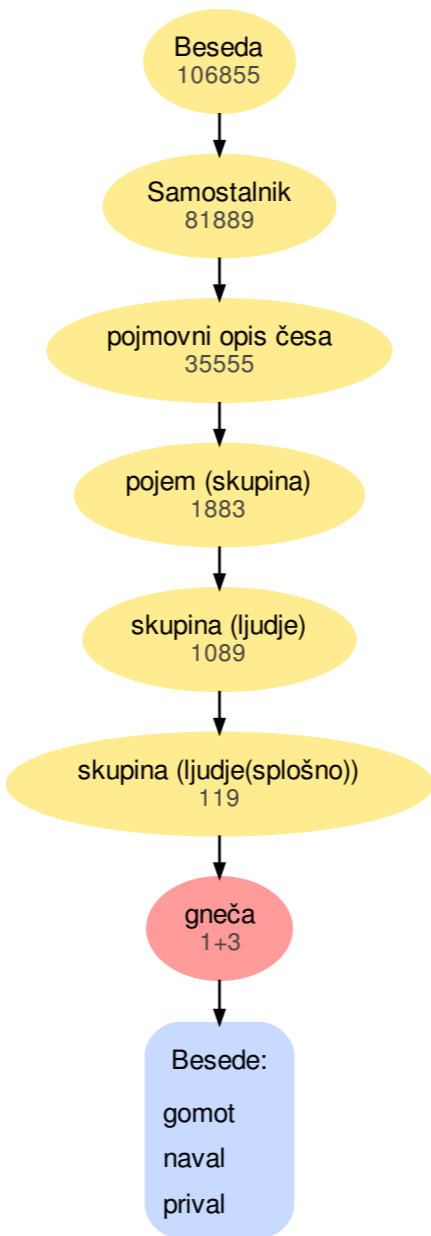 Beseda
106855
Samostalnik
81889
pojmovni opis česa
35555
pojem (skupina)
1883
skupina (ljudje)
1089
skupina (ljudje(splošno))
119
gneča
1+3
Besede:
gomot
naval
prival